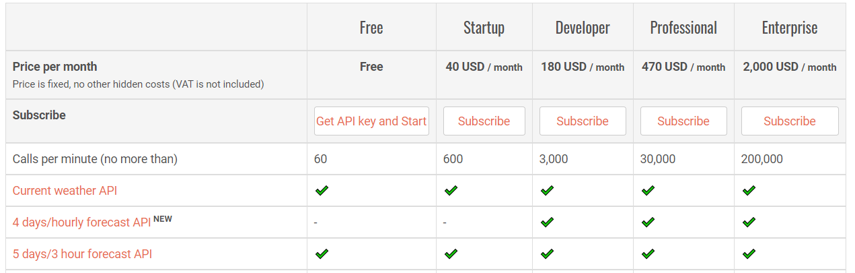 Free Startup Developer Professional Enterprise
Price per month Free 40 USD / month 180 USD / month 470 USD / month 2,000 USD / month
Price is fixed, no other hidden costs (VAT is not included)
Subscribe Get API key and Start Subscribe Subscribe Subscribe Subscribe
Calls per minute (no more than) 60 600 3,000 30,000 200,000
Current weather API
4 days/hourly forecast API NEW - -
5 days/3 hour forecast API